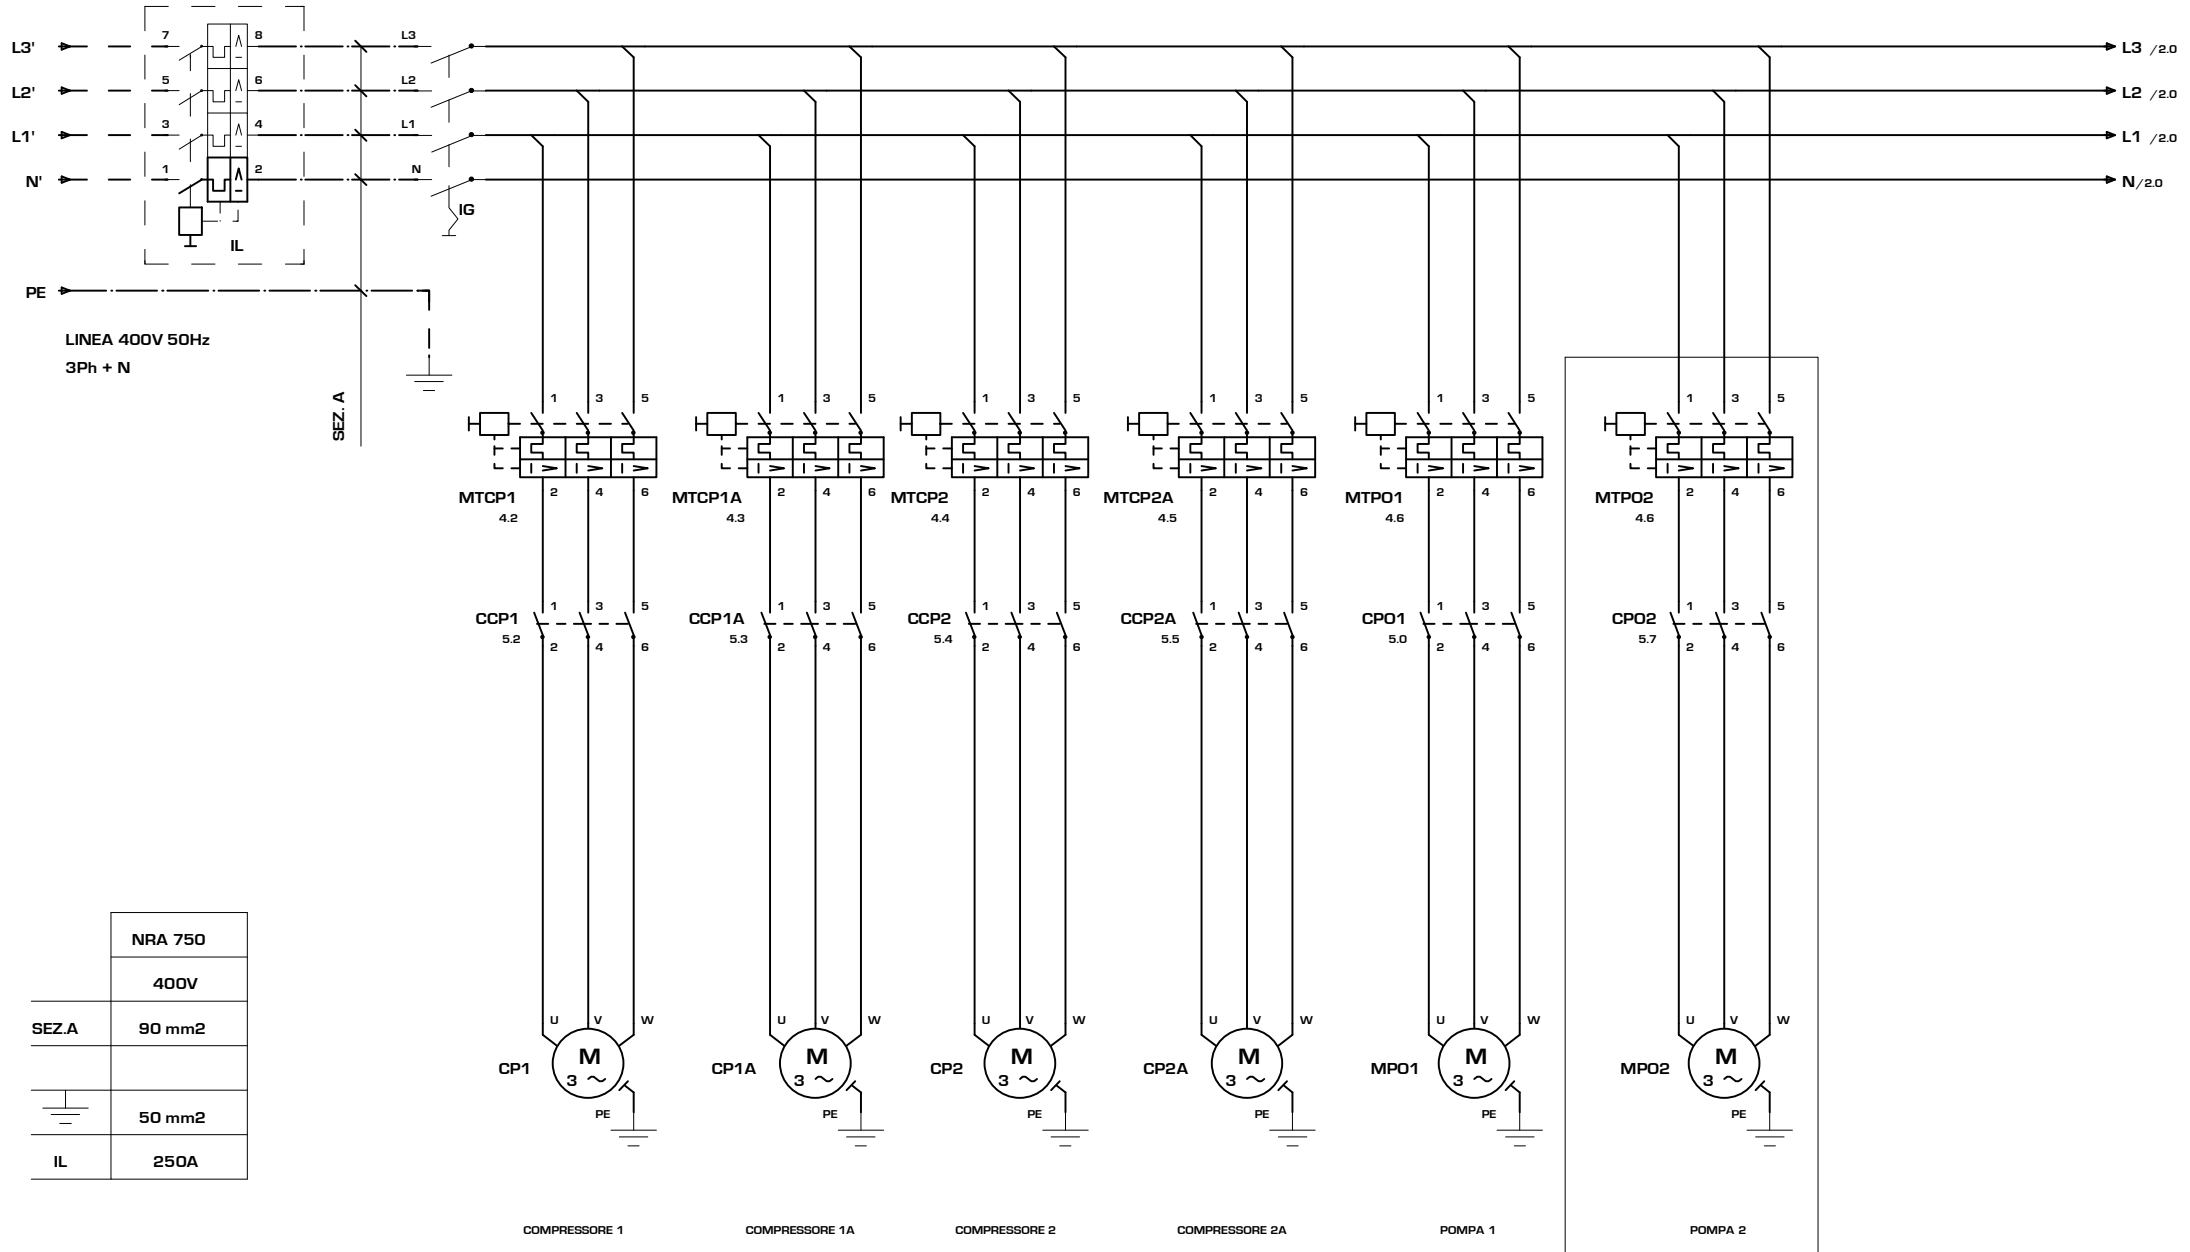 L3' 7 8 L3 L3 /2.0
L2' 5 6 L2 L2 /2.0
L1' 3 4 L1 L1 /2.0
N' 1 2 N N/2.0
IG
IL
PE
LINEA 400V 50Hz
3Ph + N
SEZ. A
1 3 5 1 3 5 1 3 5 1 3 5 1 3 5 1 3 5
MTCP1 2 4 6 MTCP1A 2 4 6 MTCP2 2 4 6 MTCP2A 2 4 6 MTPO1 2 4 6 MTPO2 2 4 6
4.2 4.3 4.4 4.5 4.6 4.6
1 3 5 1 3 5 1 3 5 1 3 5 1 3 5 1 3 5
CCP1 CCP1A CCP2 CCP2A CPO1 CPO2
5.2 5.3 5.4 5.5 5.0 5.7
2 4 6 2 4 6 2 4 6 2 4 6 2 4 6 2 4 6
NRA 750
400V
SEZ.A 90 mm2
50 mm2
IL 250A
U V W U V W U V W U V W U V W U V W
M M M M M M
CP1 CP1A CP2 CP2A MPO1 MPO2
3 ~ 3 ~ 3 ~ 3 ~ 3 ~ 3 ~
PE PE PE PE PE PE
COMPRESSORE 1 COMPRESSORE 1A COMPRESSORE 2 COMPRESSORE 2A POMPA 1 POMPA 2